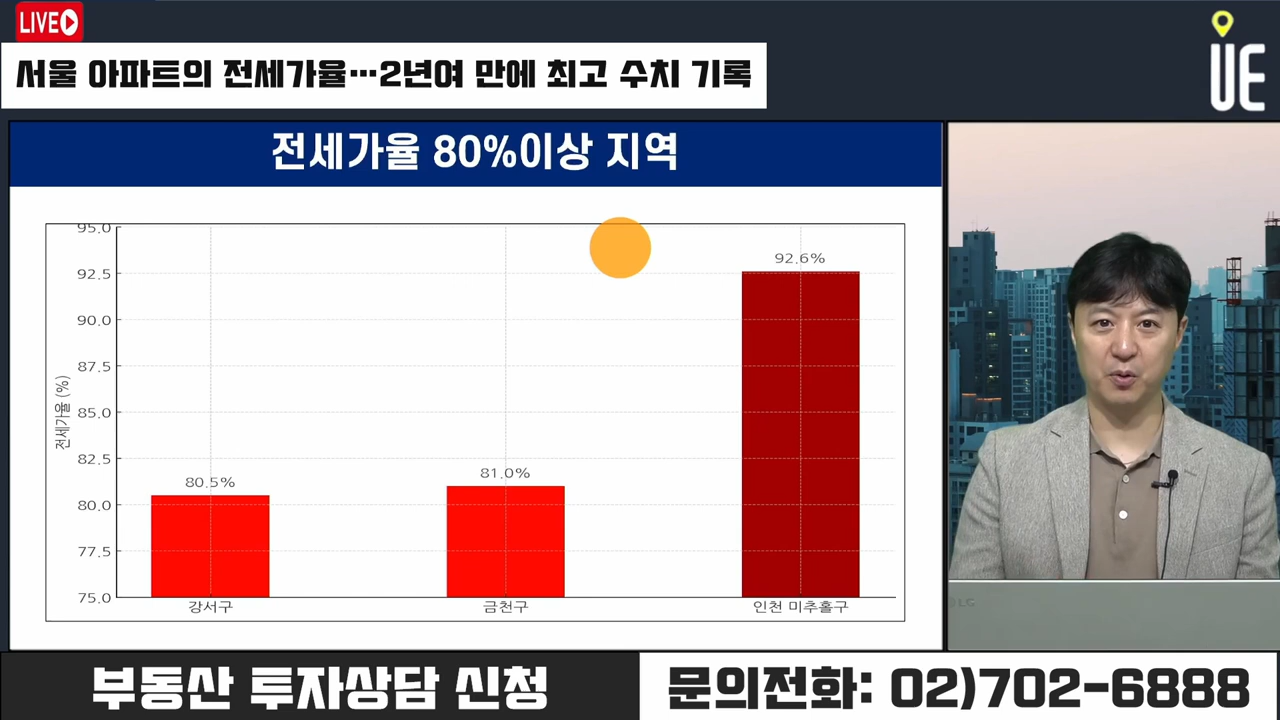 LIVE
서울 아파트의 전세가율…2년여 만에 최고 수치 기록
UE
전세가율 80%이상 지역
전세가율 (%)
95.0
92.5
90.0
87.5
85.0
82.5
80.0
77.5
75.0
80.5%
81.0%
92.6%
강서구
금천구
인천 미추홀구
LG
부동산 투자상담 신청
문의전화: 02)702-6888